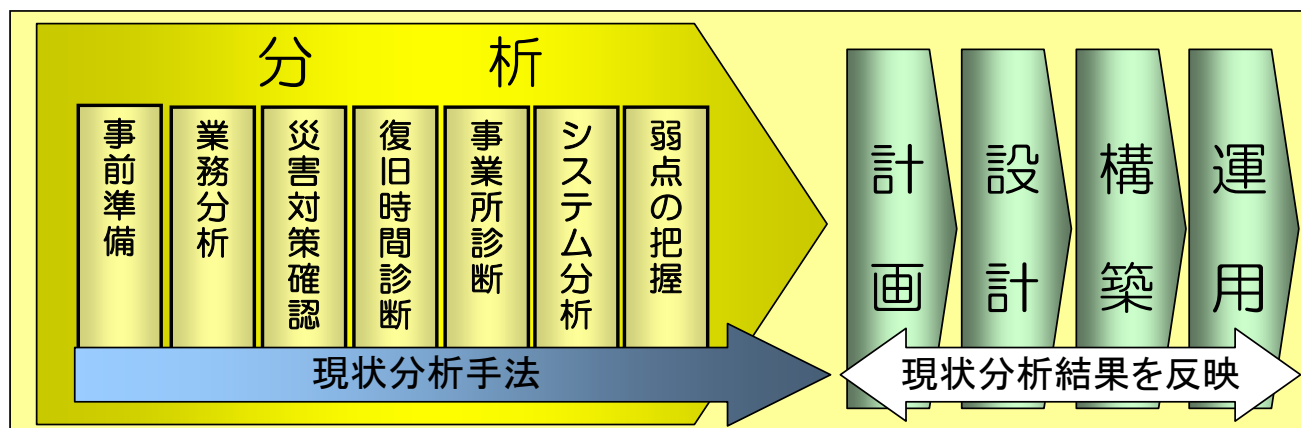 分析
事前準備
業務分析
災害対策確認
復旧時間診断
事業所診断
システム分析
弱点の把握
現状分析手法
計画
設計
構築
運用
現状分析結果を反映